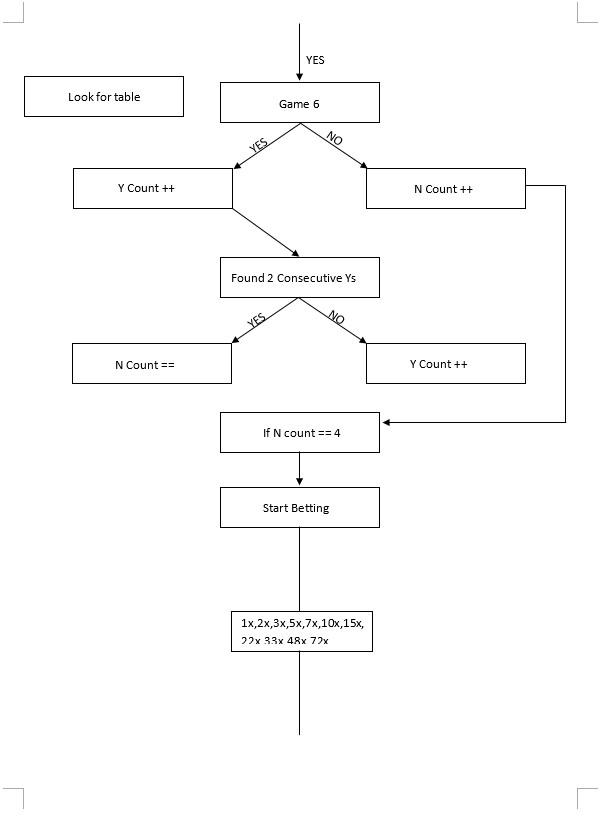 YES
Look for table
Game 6
YES
NO
Y Count ++
N Count ++
Found 2 Consecutive Ys
YES
NO
N Count ==
Y Count ++
If N count == 4
Start Betting
1x,2x,3x,5x,7x,10x,15x,
22x,33x,48x,72x